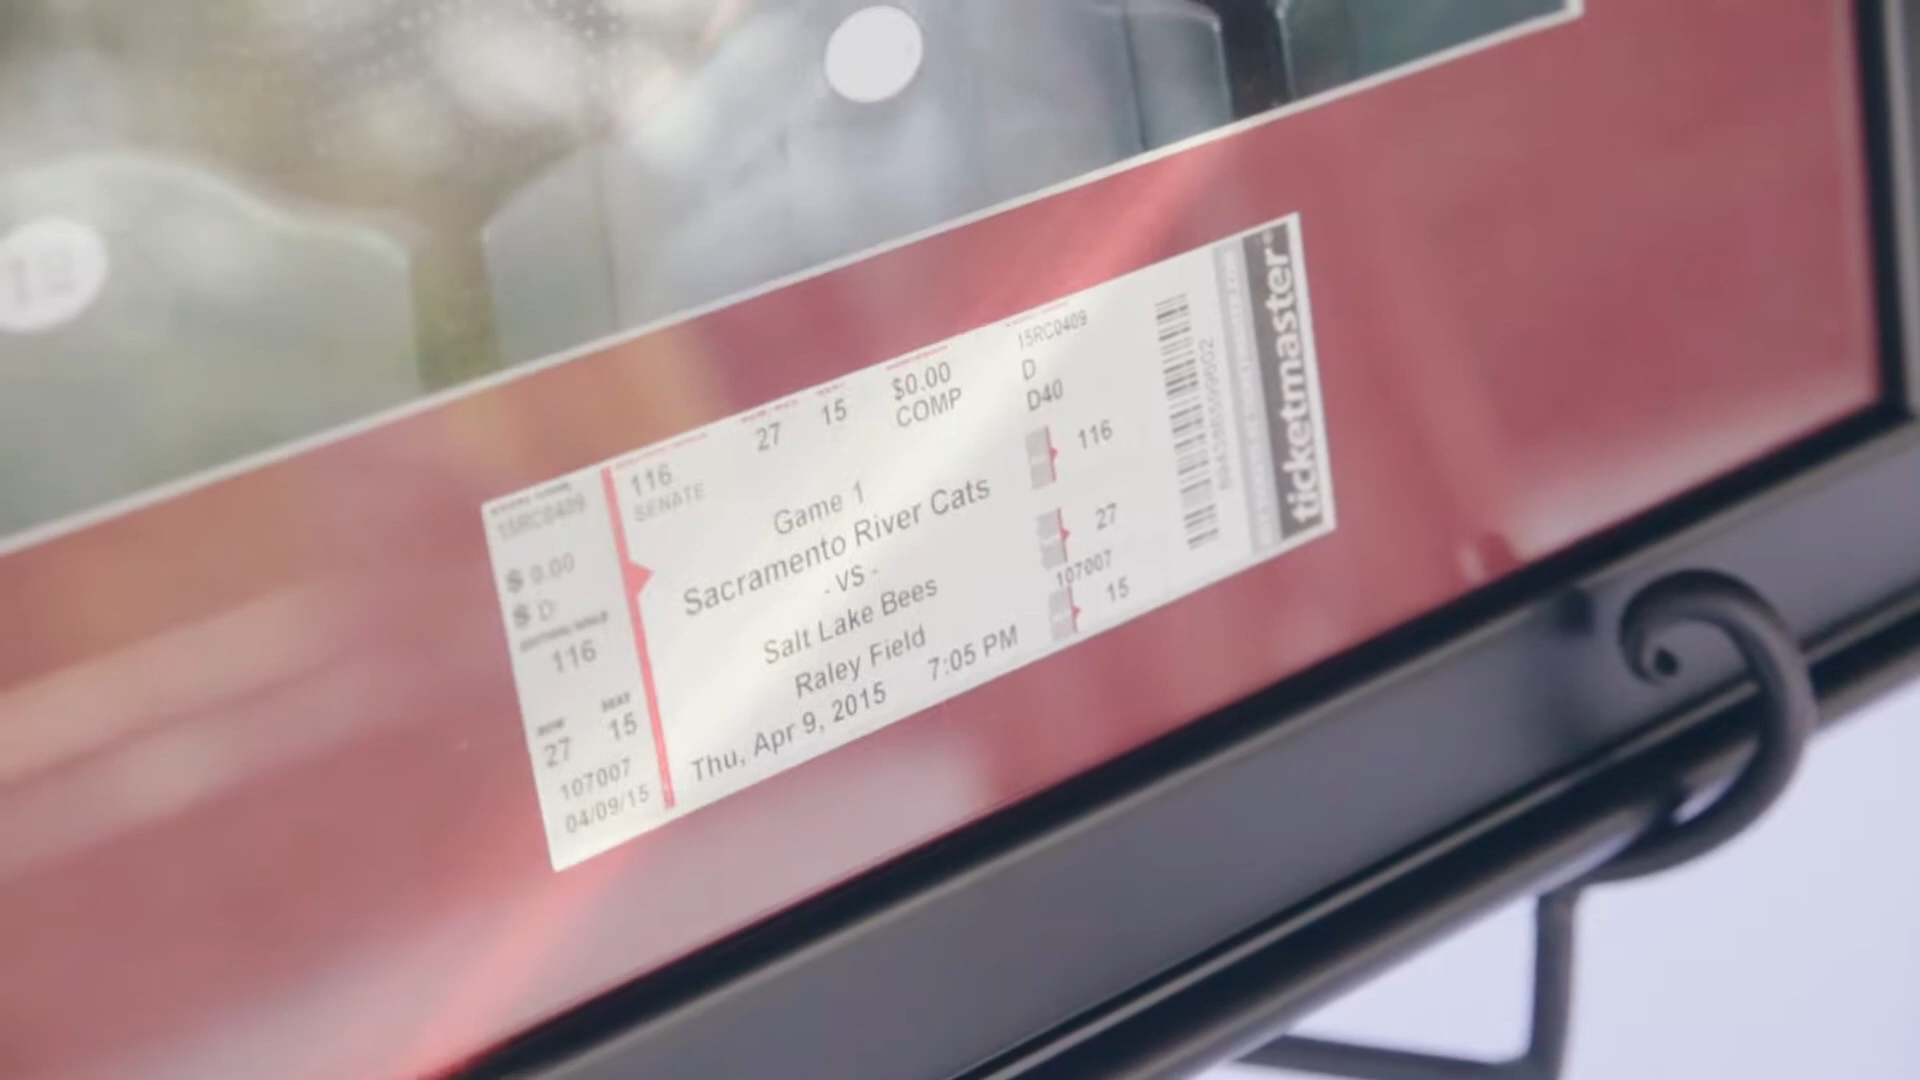 15RC0409
$ 0.00
$ D
116
ROW SEAT
27 15
107007
04/09/15
116 27 15 $0.00
SENATE COMP
Game 1
Sacramento River Cats
- VS -
Salt Lake Bees
Raley Field
Thu, Apr 9, 2015 7:05 PM
15RC0409
D
D40
116
27
107007
15
ticketmaster